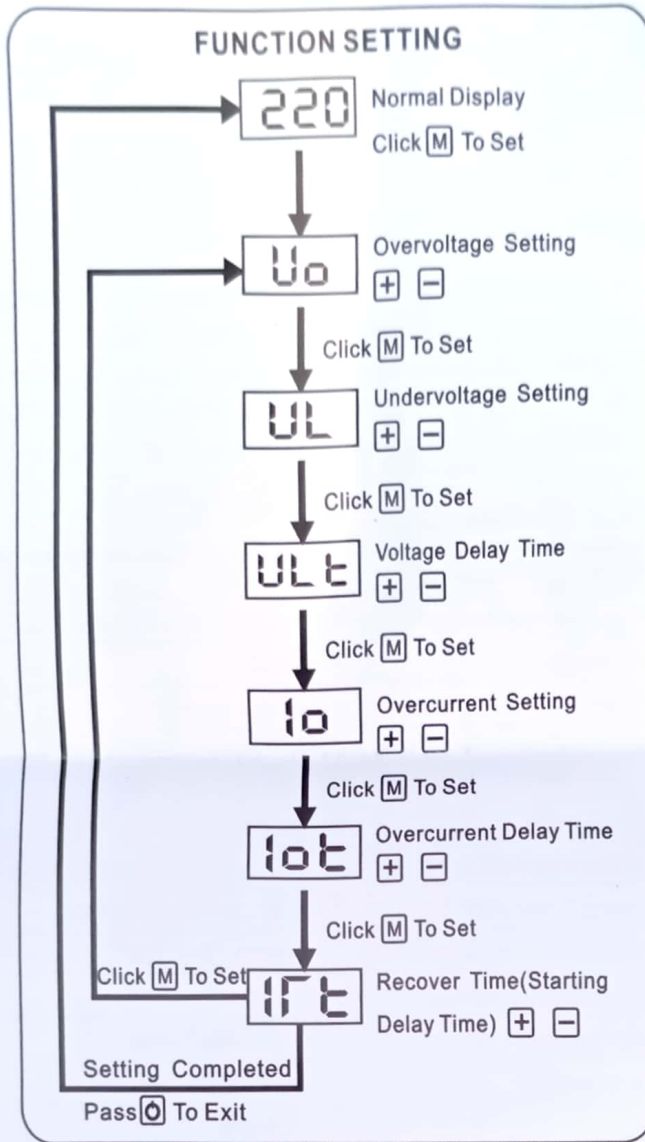 FUNCTION SETTING
220 Normal Display
Click M To Set
Uo Overvoltage Setting
+ −
Click M To Set
UL Undervoltage Setting
+ −
Click M To Set
ULt Voltage Delay Time
+ −
Click M To Set
Io Overcurrent Setting
+ −
Click M To Set
Iot Overcurrent Delay Time
+ −
Click M To Set
Click M To Set Irt Recover Time(Starting
Delay Time) + −
Setting Completed
Pass To Exit